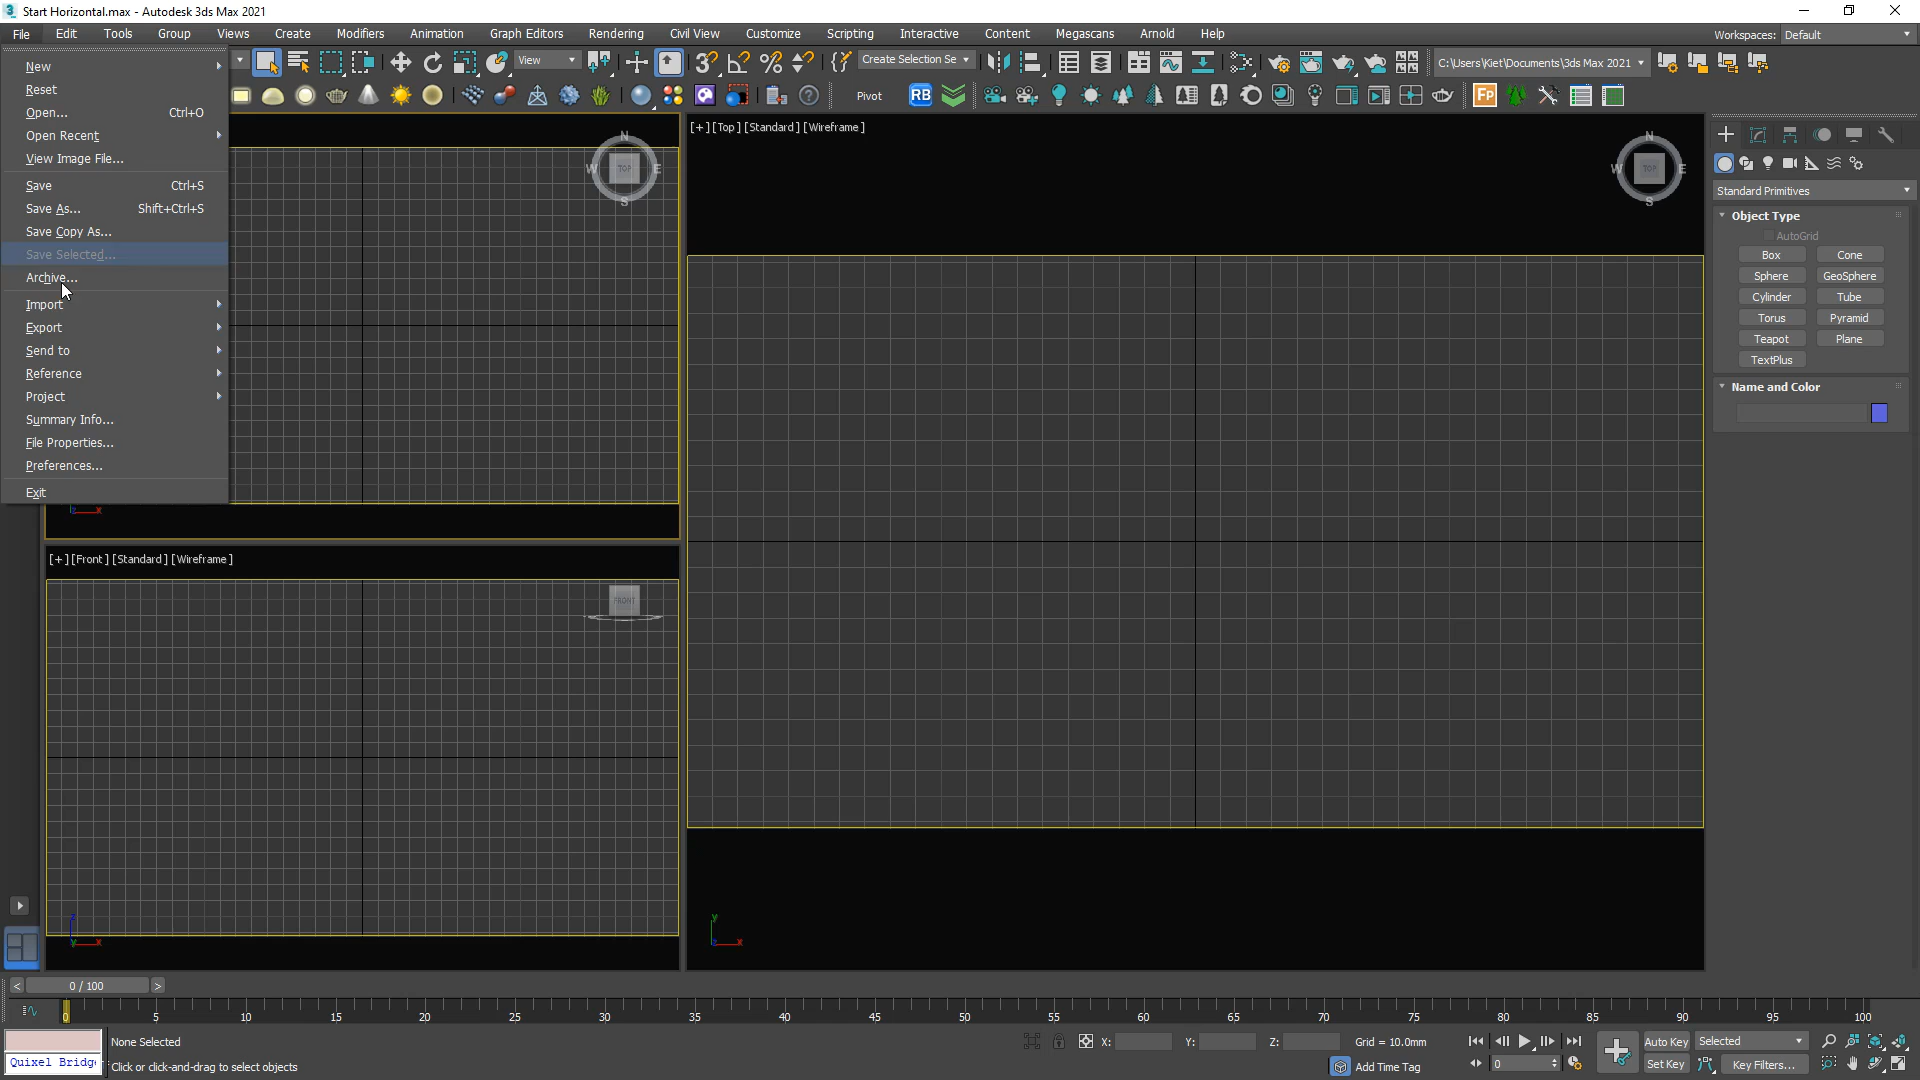 Start Horizontal.max - Autodesk 3ds Max 2021
File Edit Tools Group Views Create Modifiers Animation Graph Editors Rendering Civil View Customize Scripting Interactive Content Megascans Arnold Help Workspaces: Default
View Create Selection Se C:\Users\Kiet\Documents\3ds Max 2021
Pivot RB Fp
New
Reset
Open... Ctrl+O
Open Recent
View Image File...
Save Ctrl+S
Save As... Shift+Ctrl+S
Save Copy As...
Save Selected...
Archive...
Import
Export
Send to
Reference
Project
Summary Info...
File Properties...
Preferences...
Exit
N
W TOP E
S
z x
[+] [Front ] [Standard ] [Wireframe ]
FRONT
z
y x
[+] [Top ] [Standard ] [Wireframe ]
N
W TOP E
S
y
z x
Standard Primitives
Object Type
AutoGrid
Box Cone
Sphere GeoSphere
Cylinder Tube
Torus Pyramid
Teapot Plane
TextPlus
Name and Color
< 0 / 100 >
0 5 10 15 20 25 30 35 40 45 50 55 60 65 70 75 80 85 90 95 100
None Selected X: Y: Z: Grid = 10.0mm Auto Key Selected
Quixel Bridg Click or click-and-drag to select objects Add Time Tag 0 Set Key Key Filters...